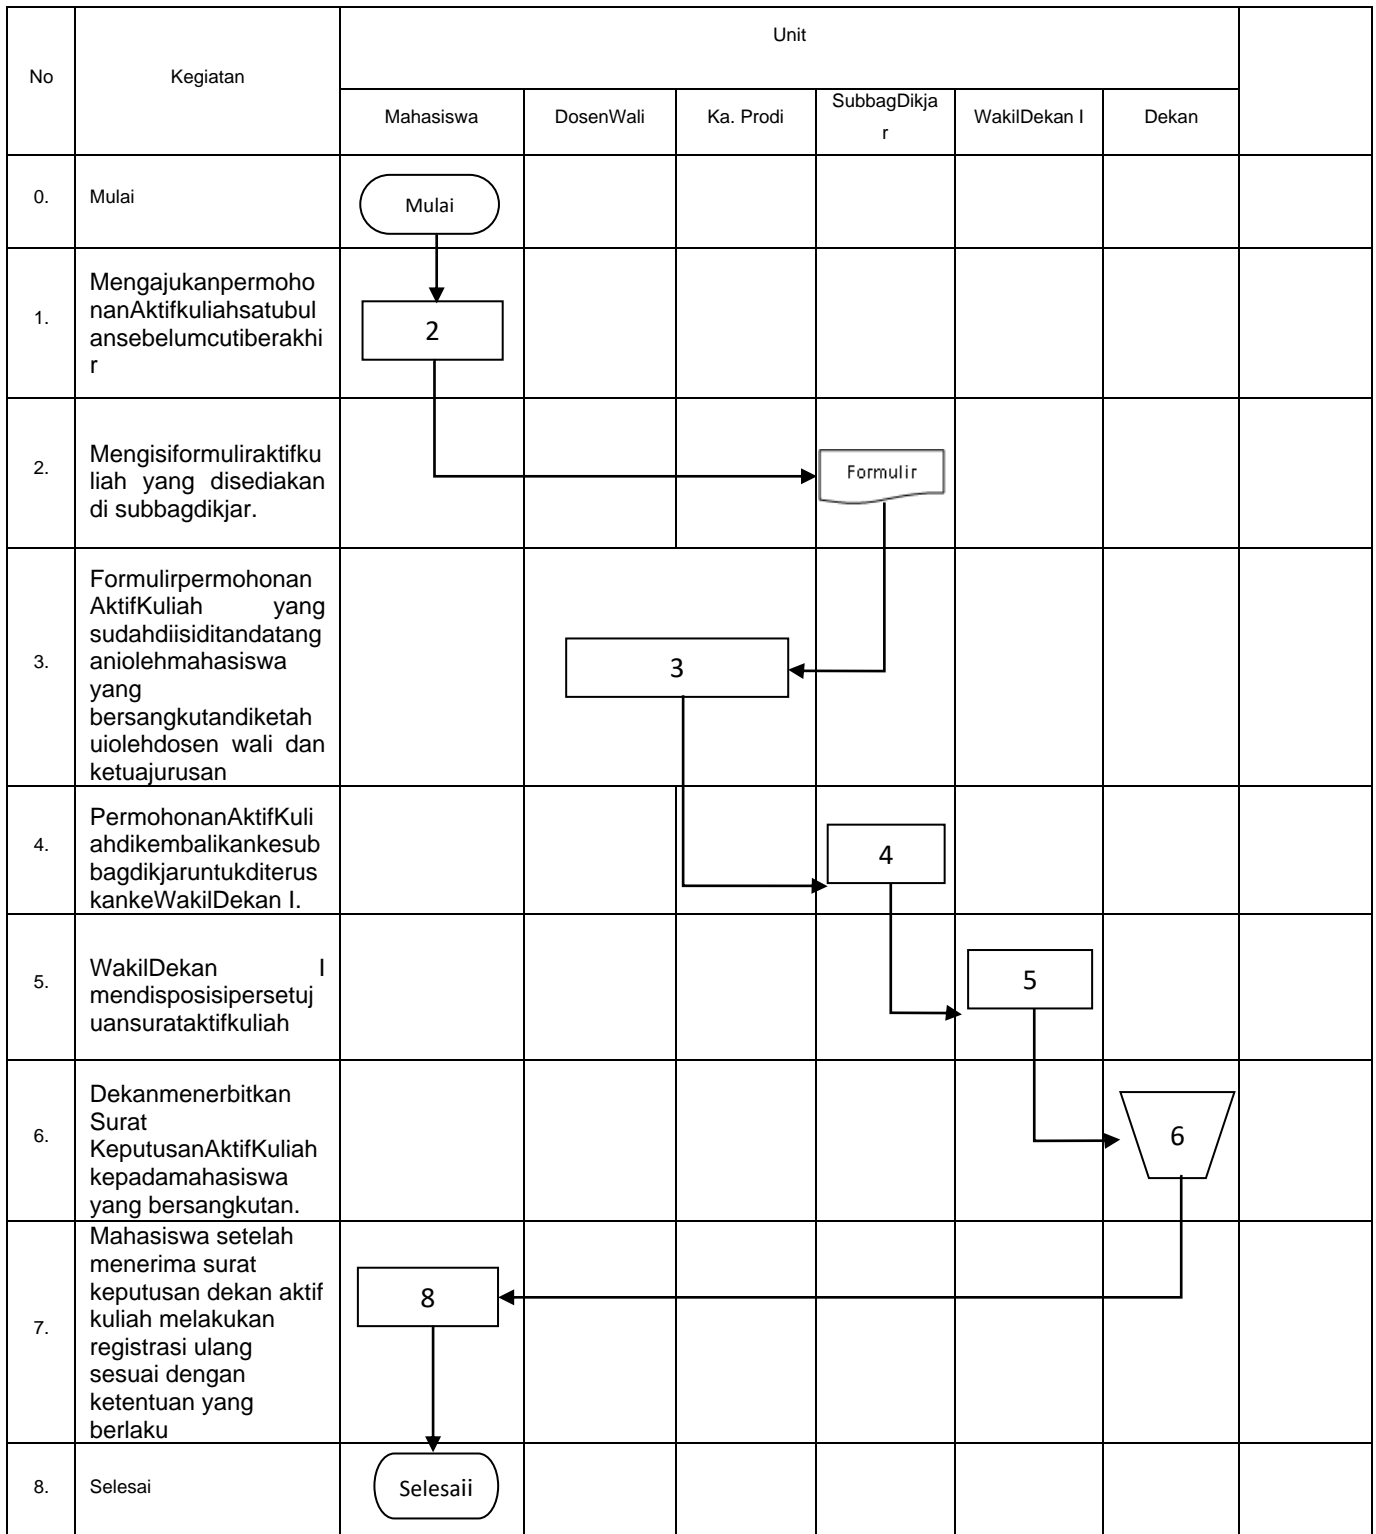 Unit
No
Kegiatan
Mahasiswa
DosenWali
Ka. Prodi
SubbagDikja
r
WakilDekan I
Dekan
0.
Mulai
Mulai
1.
Mengajukanpermoho
nanAktifkuliahsatubul
ansebelumcutiberakhi
r
2
2.
Mengisiformuliraktifku
liah yang disediakan
di subbagdikjar.
Formulir
3.
Formulirpermohonan
AktifKuliah yang
sudahdiisiditandatang
aniolehmahasiswa
yang
bersangkutandiketah
uiolehdosen wali dan
ketuajurusan
3
4.
PermohonanAktifKuli
ahdikembalikankesub
bagdikjaruntukditerus
kankeWakilDekan I.
4
5.
WakilDekan I
mendisposisipersetuj
uansurataktifkuliah
5
6.
Dekanmenerbitkan
Surat
KeputusanAktifKuliah
kepadamahasiswa
yang bersangkutan.
6
7.
Mahasiswa setelah
menerima surat
keputusan dekan aktif
kuliah melakukan
registrasi ulang
sesuai dengan
ketentuan yang
berlaku
8
8.
Selesai
Selesaii